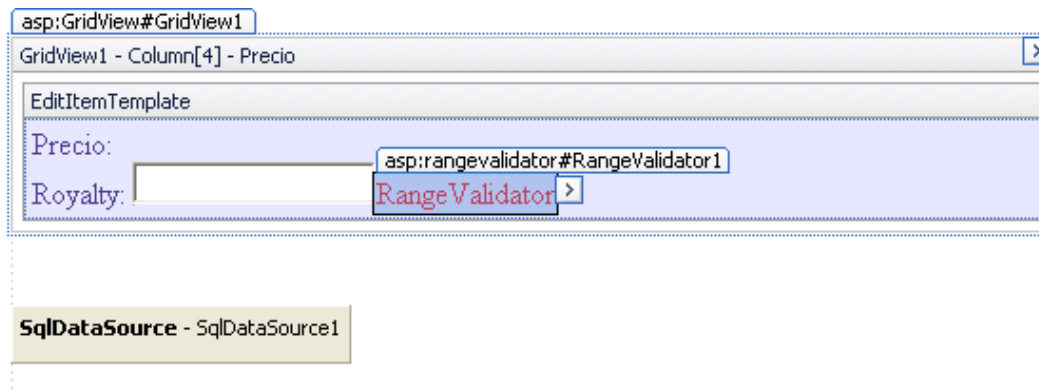 asp:GridView#GridView1
GridView1 - Column[4] - Precio
EditItemTemplate
Precio:
asp:rangevalidator#RangeValidator1
Royalty: RangeValidator
SqlDataSource - SqlDataSource1